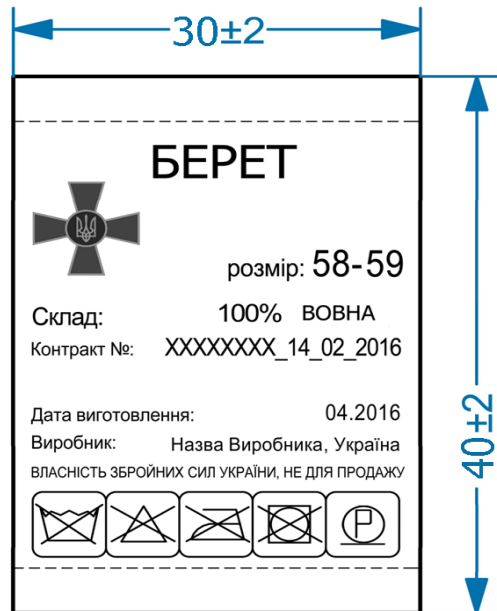 30±2
БЕРЕТ
розмір: 58-59
Склад: 100% ВОВНА
Контракт №: XXXXXXXX_14_02_2016
40±2
Дата виготовлення: 04.2016
Виробник: Назва Виробника, Україна
ВЛАСНІСТЬ ЗБРОЙНИХ СИЛ УКРАЇНИ, НЕ ДЛЯ ПРОДАЖУ
P